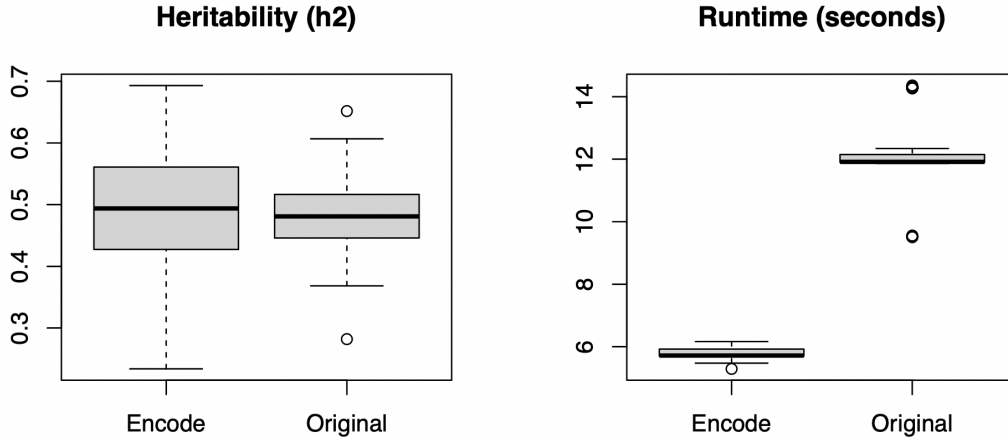 Heritability (h2)
0.7
0.6
0.5
0.4
0.3
Encode
Original
Runtime (seconds)
14
12
10
8
6
Encode
Original